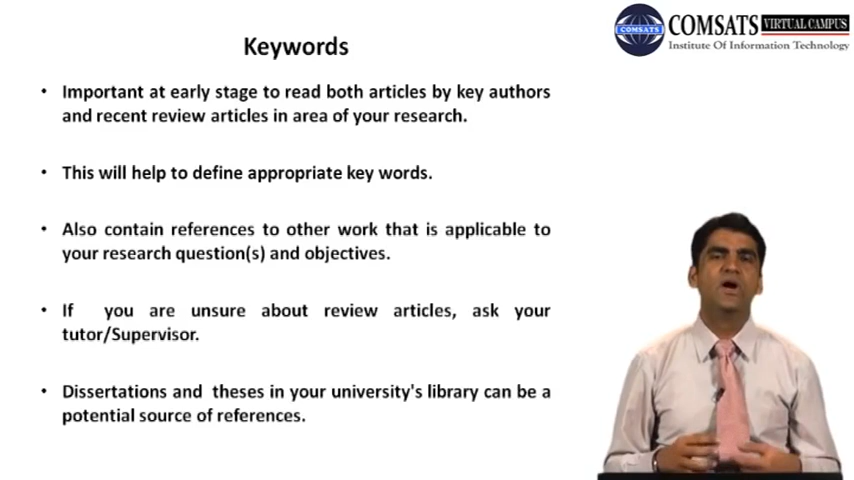 COMSATS
COMSATS VIRTUAL CAMPUS
Institute Of Information Technology
Keywords
• Important at early stage to read both articles by key authors
and recent review articles in area of your research.
• This will help to define appropriate key words.
• Also contain references to other work that is applicable to
your research question(s) and objectives.
• If you are unsure about review articles, ask your
tutor/Supervisor.
• Dissertations and theses in your university's library can be a
potential source of references.